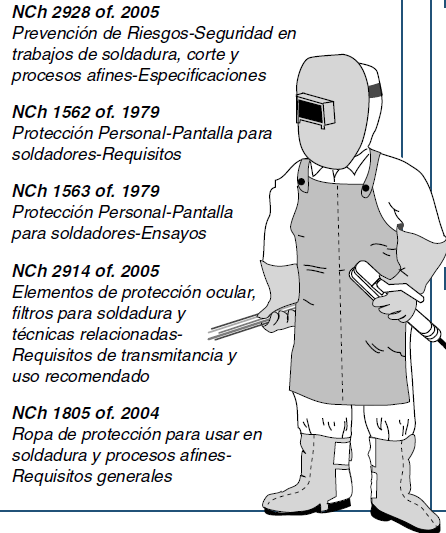 NCh 2928 of. 2005
Prevención de Riesgos-Seguridad en
trabajos de soldadura, corte y
procesos afines-Especificaciones
NCh 1562 of. 1979
Protección Personal-Pantalla para
soldadores-Requisitos
NCh 1563 of. 1979
Protección Personal-Pantalla
para soldadores-Ensayos
NCh 2914 of. 2005
Elementos de protección ocular,
filtros para soldadura y
técnicas relacionadas-
Requisitos de transmitancia y
uso recomendado
NCh 1805 of. 2004
Ropa de protección para usar en
soldadura y procesos afines-
Requisitos generales